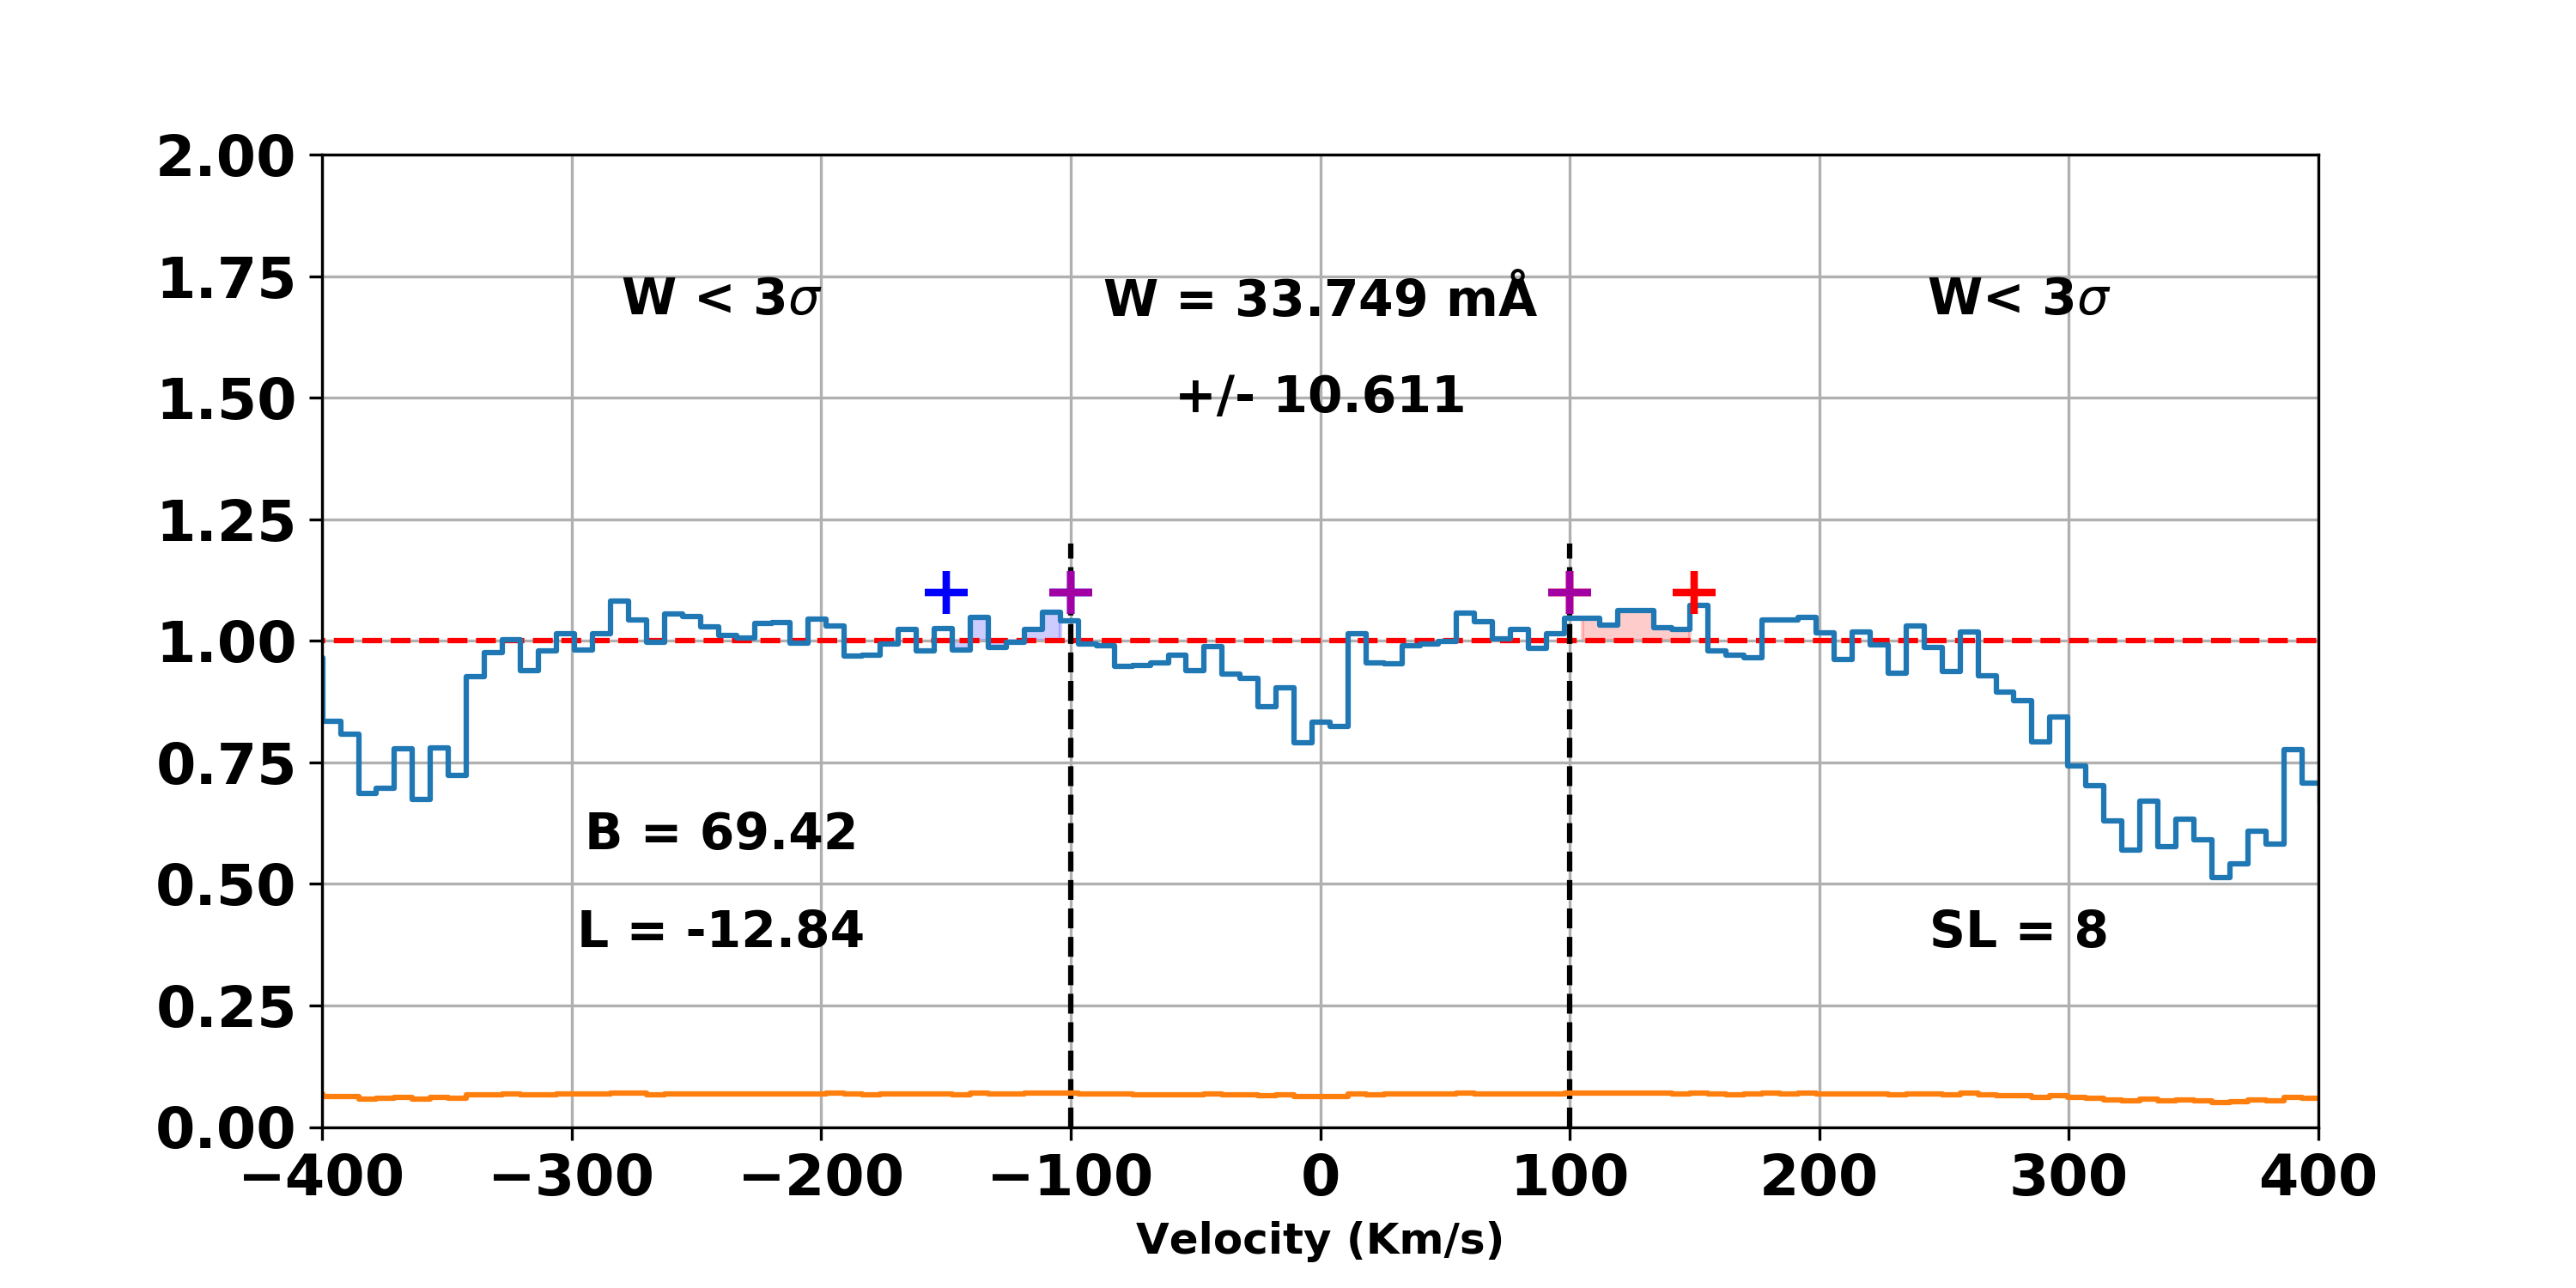 2.00
1.75
W < 3σ
W = 33.749 mÅ
W< 3σ
1.50
+/- 10.611
1.25
1.00
0.75
B = 69.42
0.50
L = -12.84
SL = 8
0.25
0.00
−400 −300 −200 −100 0 100 200 300 400
Velocity (Km/s)